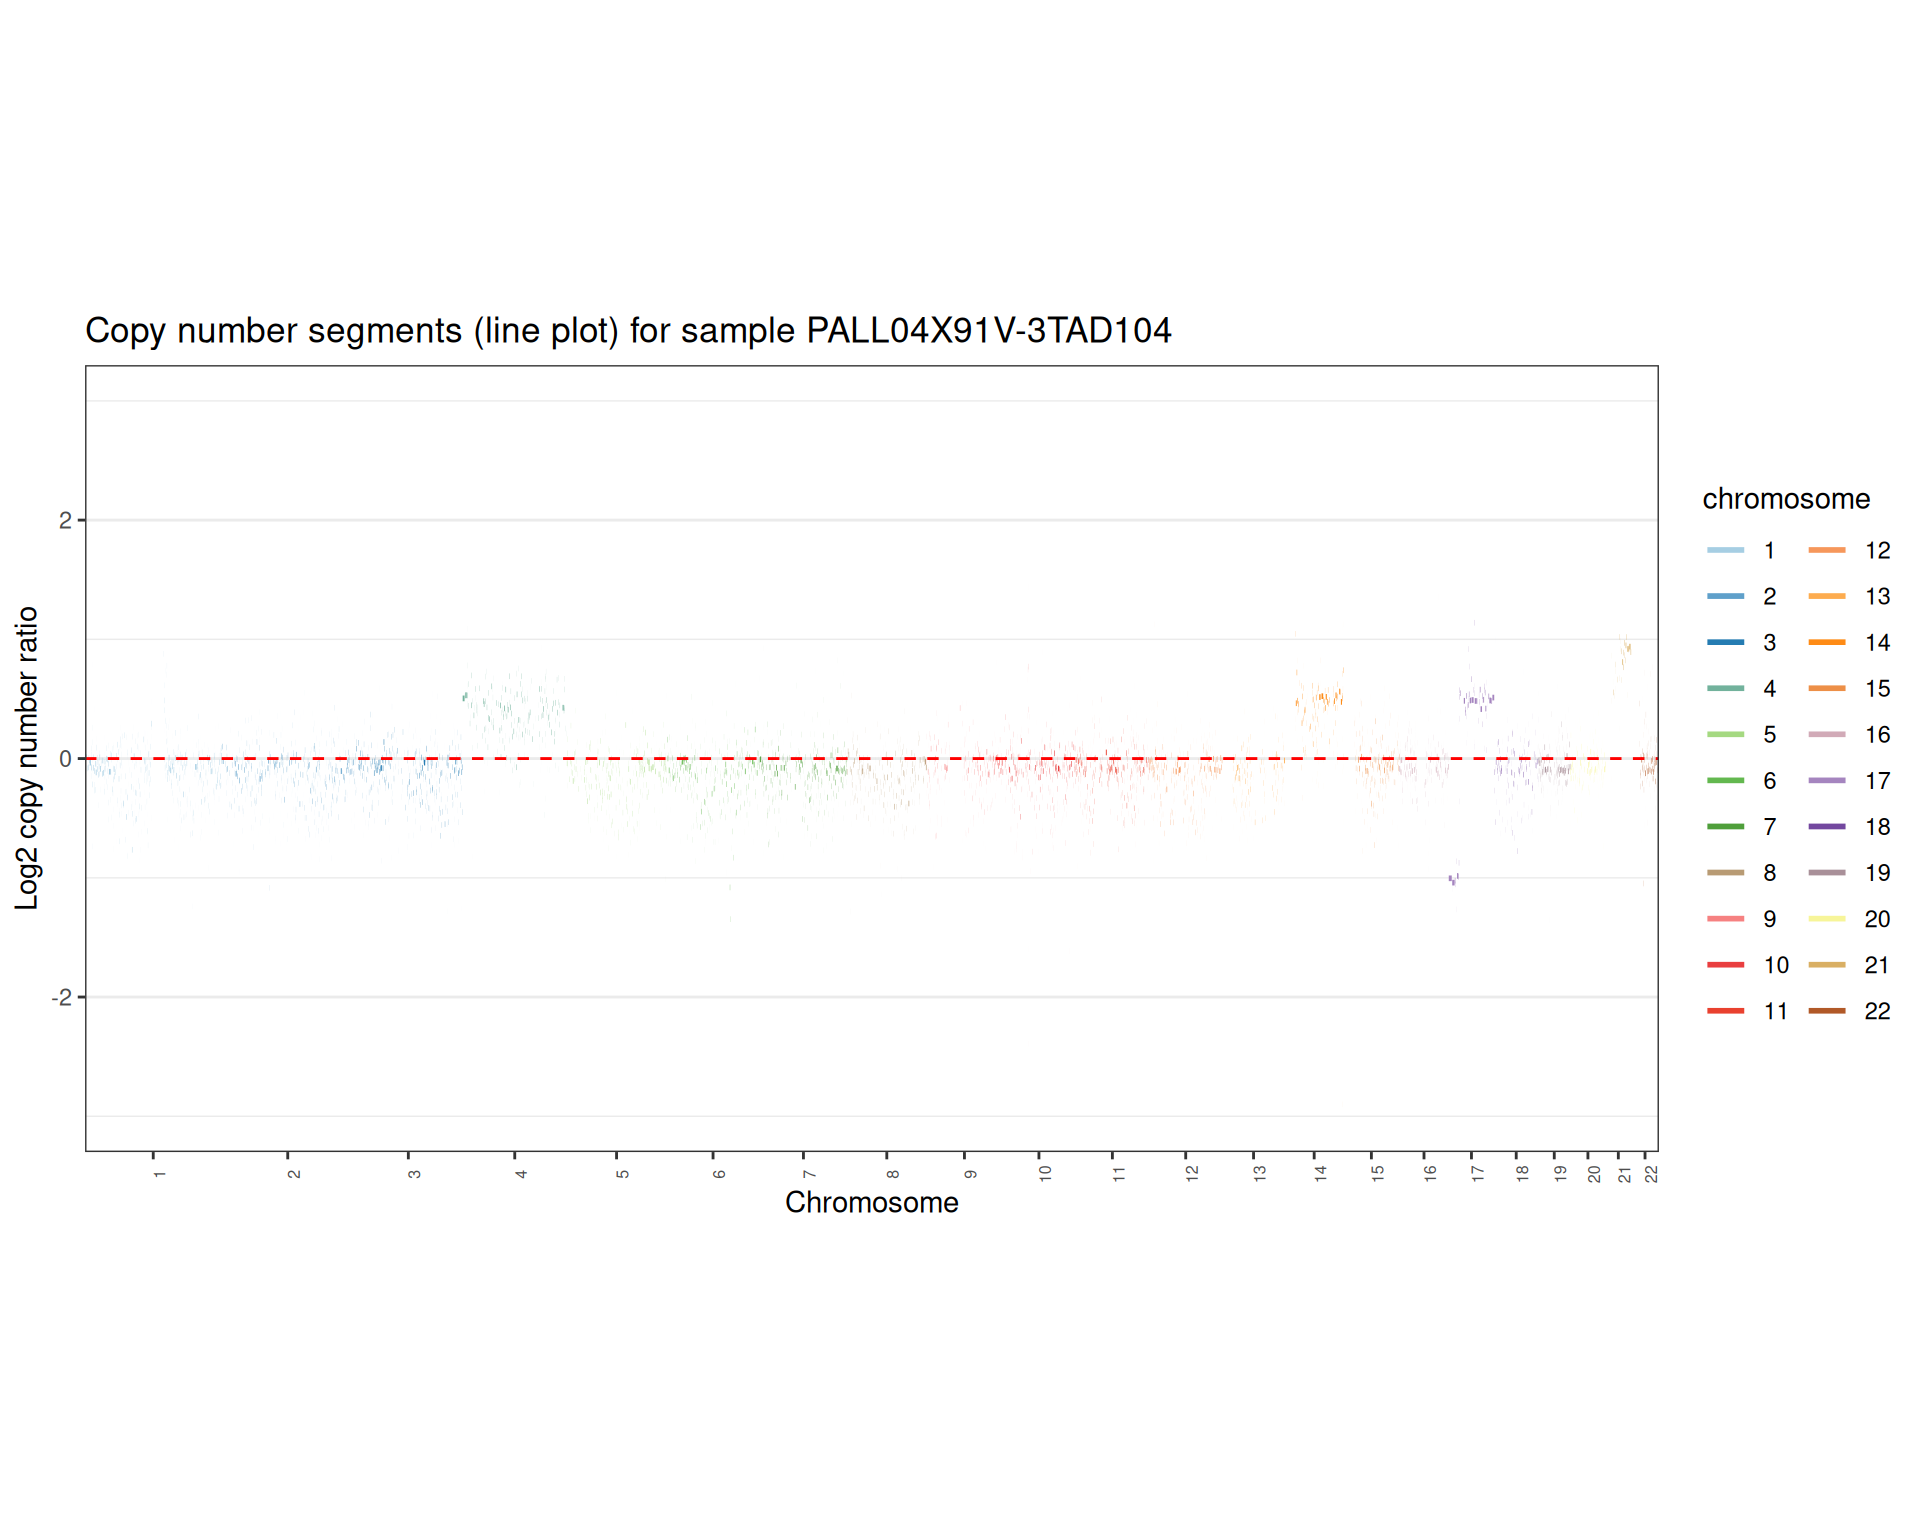 Copy number segments (line plot) for sample PALL04X91V-3TAD104
Log2 copy number ratio
2
0
-2
1 2 3 4 5 6 7 8 9 10 11 12 13 14 15 16 17 18 19 20 21 22
Chromosome
chromosome
1 12
2 13
3 14
4 15
5 16
6 17
7 18
8 19
9 20
10 21
11 22